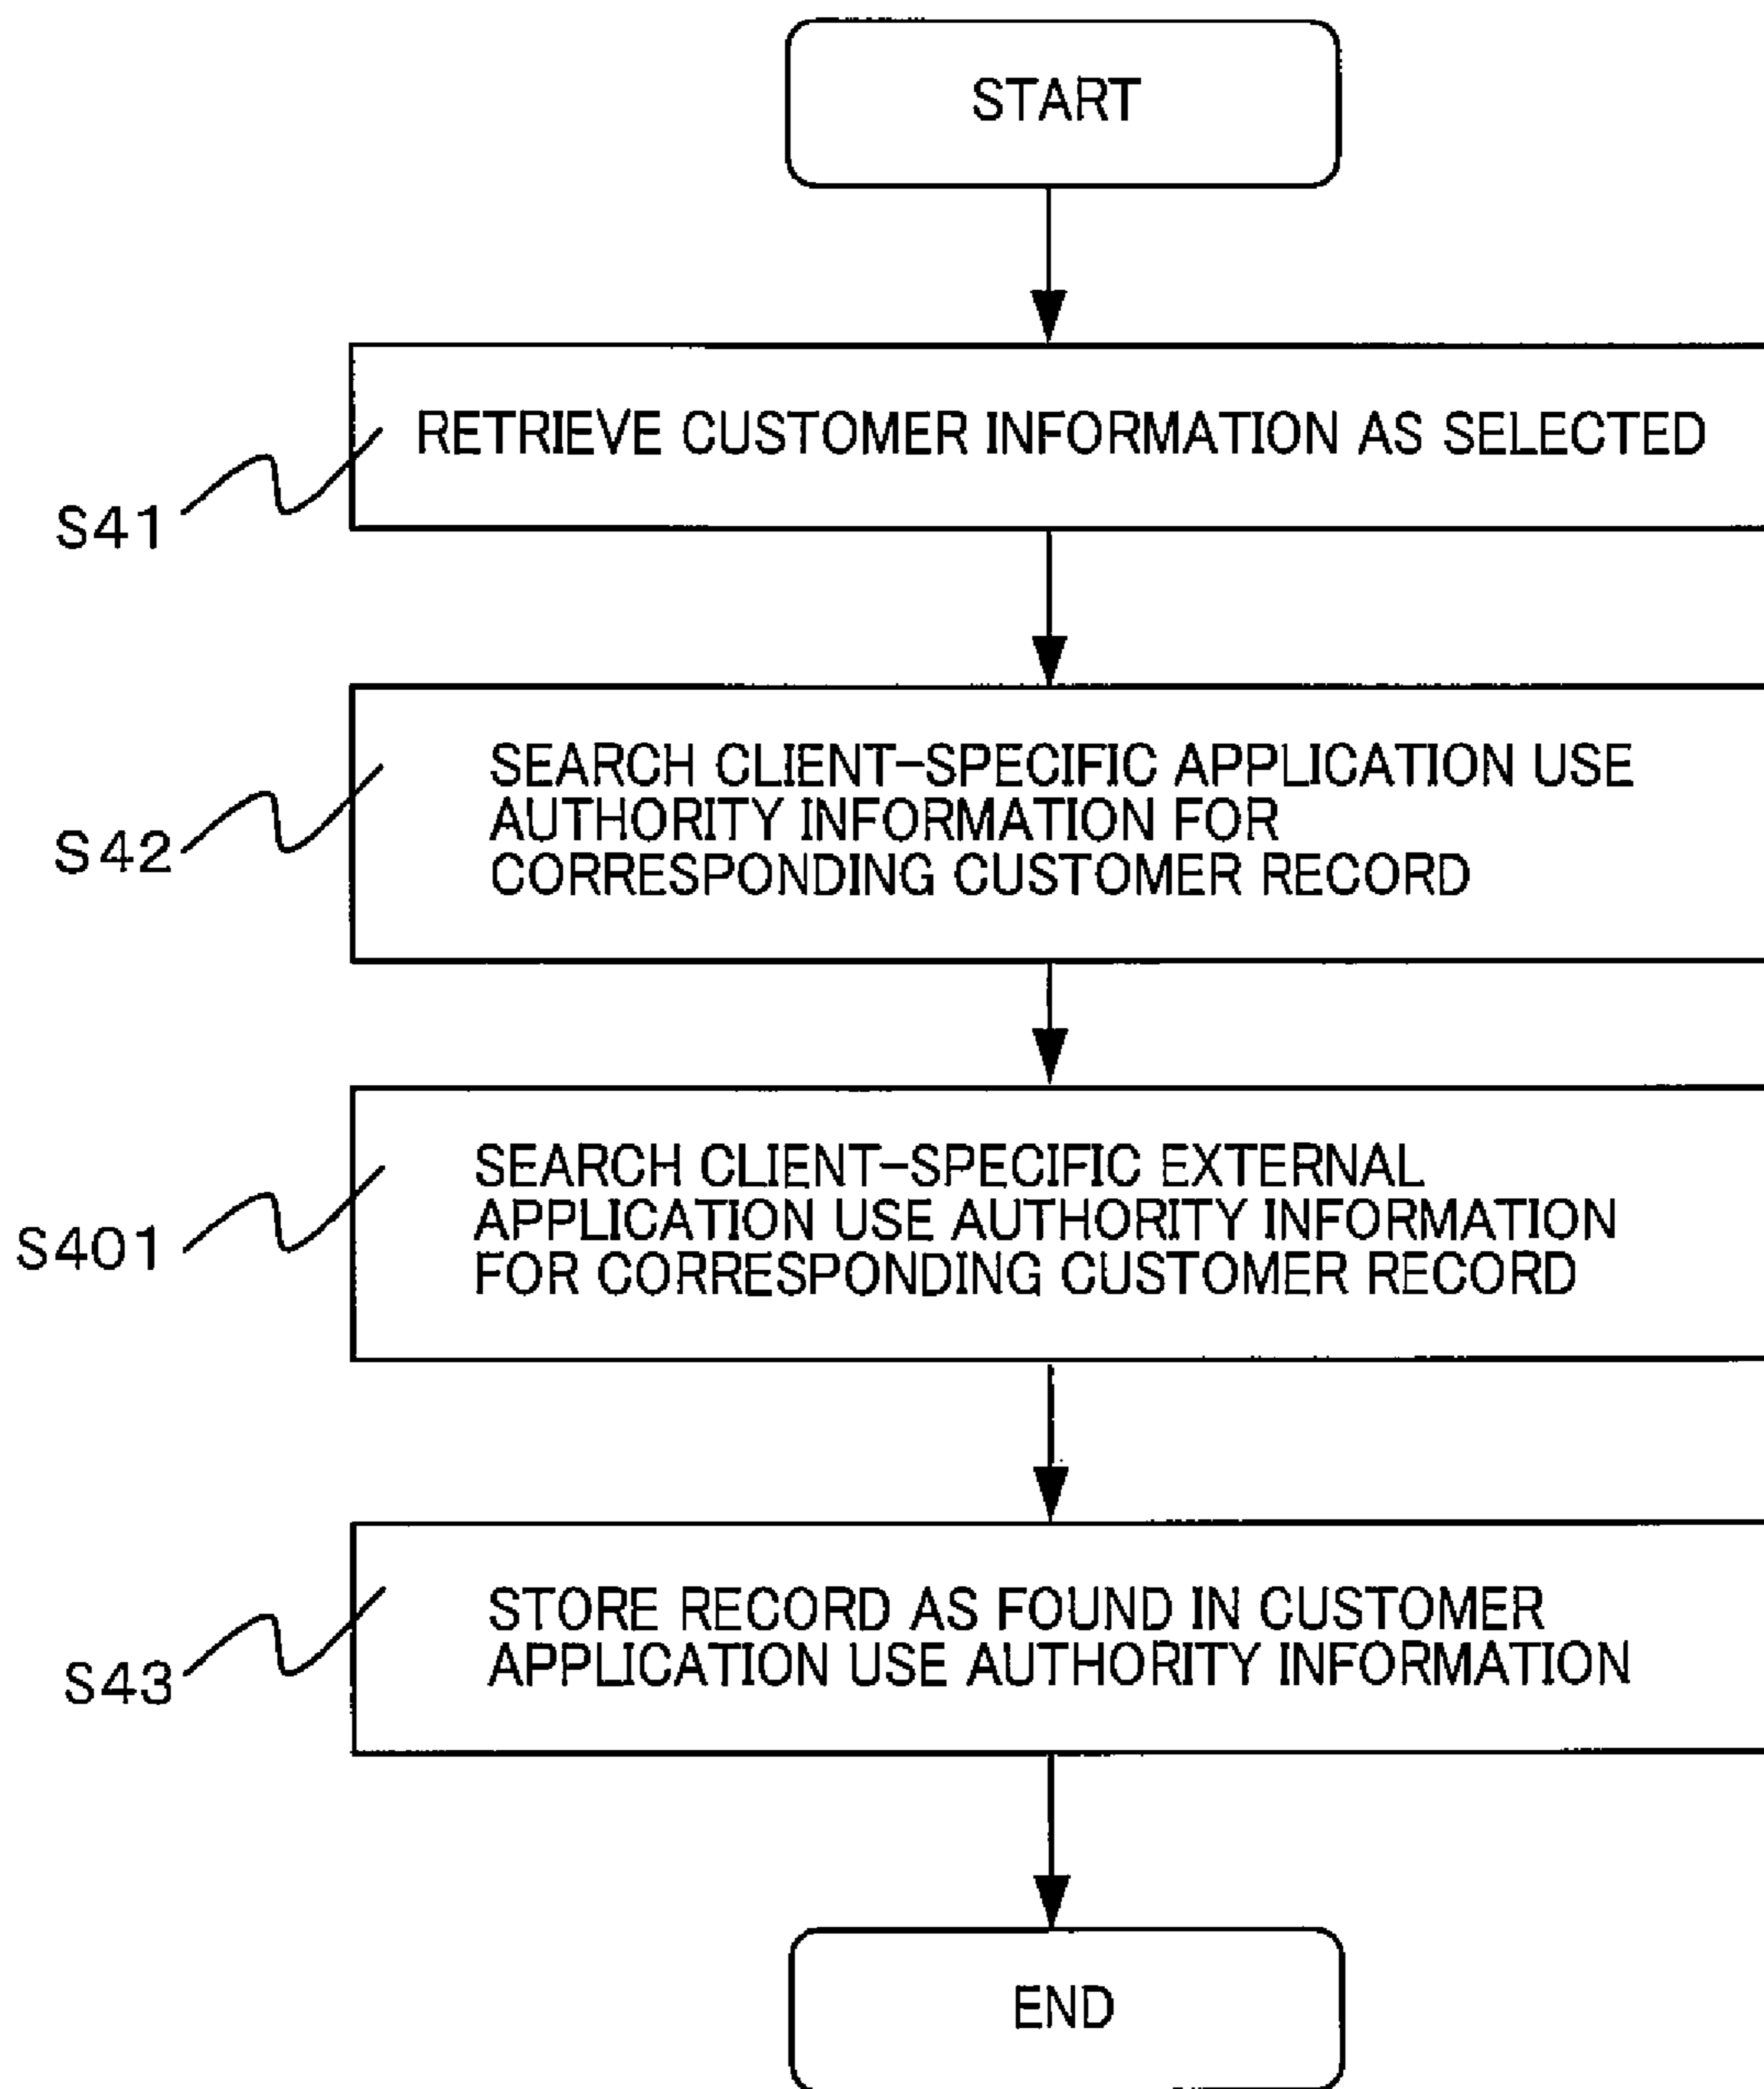 START
RETRIEVE CUSTOMER INFORMATION AS SELECTED
S41
SEARCH CLIENT-SPECIFIC APPLICATION USE
AUTHORITY INFORMATION FOR
CORRESPONDING CUSTOMER RECORD
S42
SEARCH CLIENT-SPECIFIC EXTERNAL
APPLICATION USE AUTHORITY INFORMATION
FOR CORRESPONDING CUSTOMER RECORD
S401
STORE RECORD AS FOUND IN CUSTOMER
APPLICATION USE AUTHORITY INFORMATION
S43
END